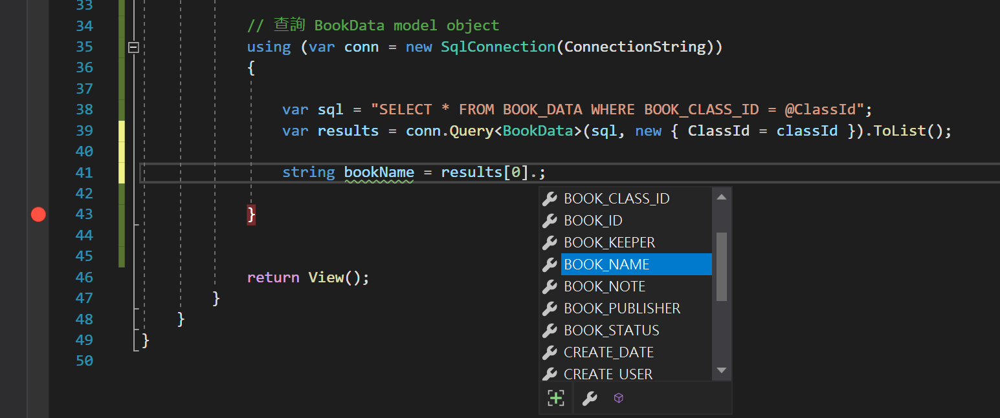 33
34 // 查詢 BookData model object
35 using (var conn = new SqlConnection(ConnectionString))
36 {
37
38 var sql = "SELECT * FROM BOOK_DATA WHERE BOOK_CLASS_ID = @ClassId";
39 var results = conn.Query<BookData>(sql, new { ClassId = classId }).ToList();
40
41 string bookName = results[0].;
42
43 }
44
45
46 return View();
47 }
48 }
49 }
50
BOOK_CLASS_ID
BOOK_ID
BOOK_KEEPER
BOOK_NAME
BOOK_NOTE
BOOK_PUBLISHER
BOOK_STATUS
CREATE_DATE
CREATE_USER